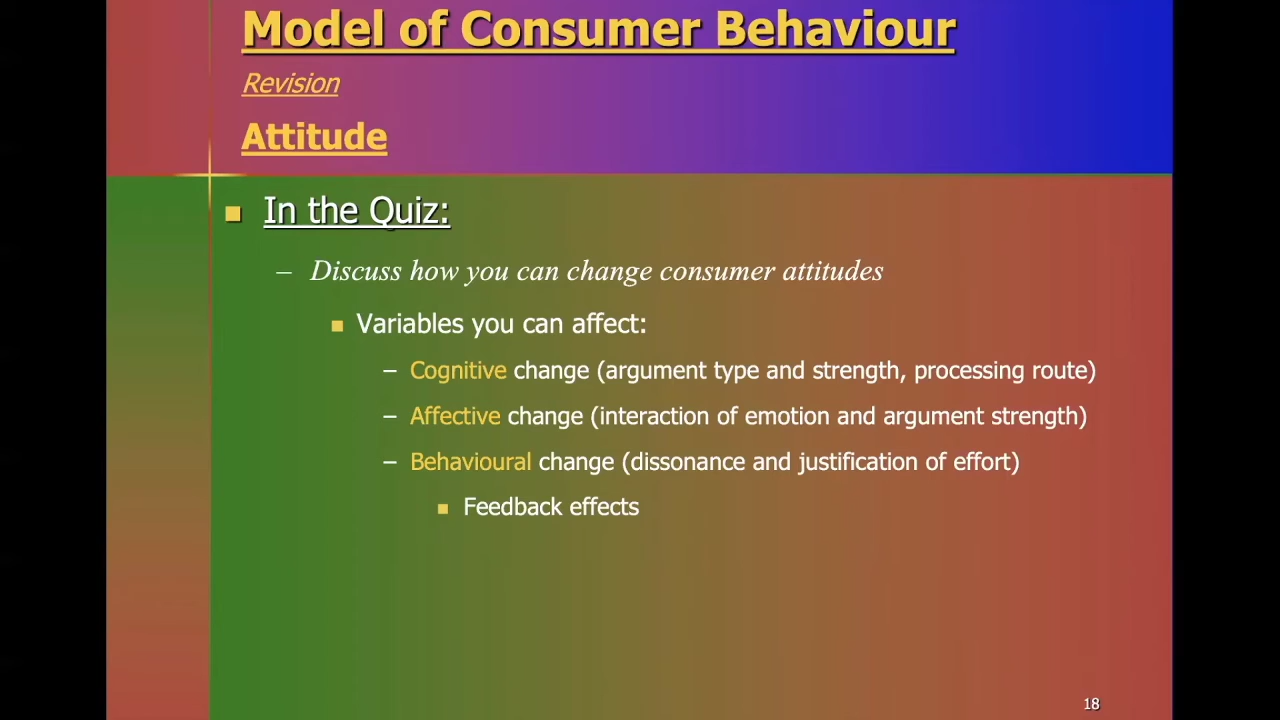 Model of Consumer Behaviour
Revision
Attitude
In the Quiz:
– Discuss how you can change consumer attitudes
Variables you can affect:
– Cognitive change (argument type and strength, processing route)
– Affective change (interaction of emotion and argument strength)
– Behavioural change (dissonance and justification of effort)
Feedback effects
18